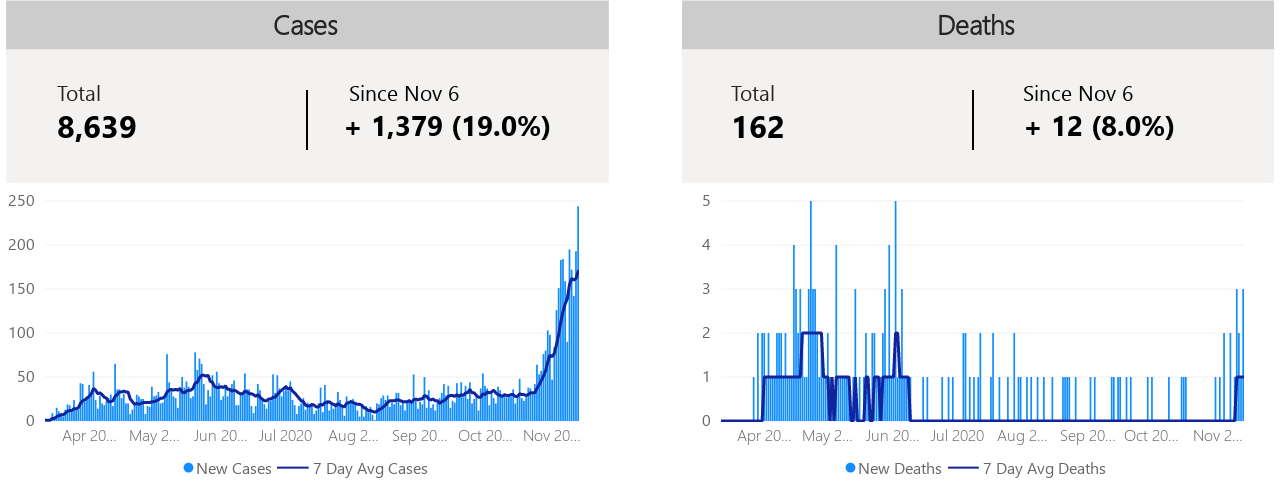 Cases
Total
Since Nov 6
8,639
+ 1,379 (19.0%)
250
200
150
100
50
0
Apr 20... May 2... Jun 20... Jul 2020 Aug 2... Sep 20... Oct 20... Nov 20...
New Cases 7 Day Avg Cases
Deaths
Total
Since Nov 6
162
+ 12 (8.0%)
5
4
3
2
1
0
Apr 20... May 2... Jun 20... Jul 2020 Aug 2... Sep 20... Oct 20... Nov 2...
New Deaths 7 Day Avg Deaths